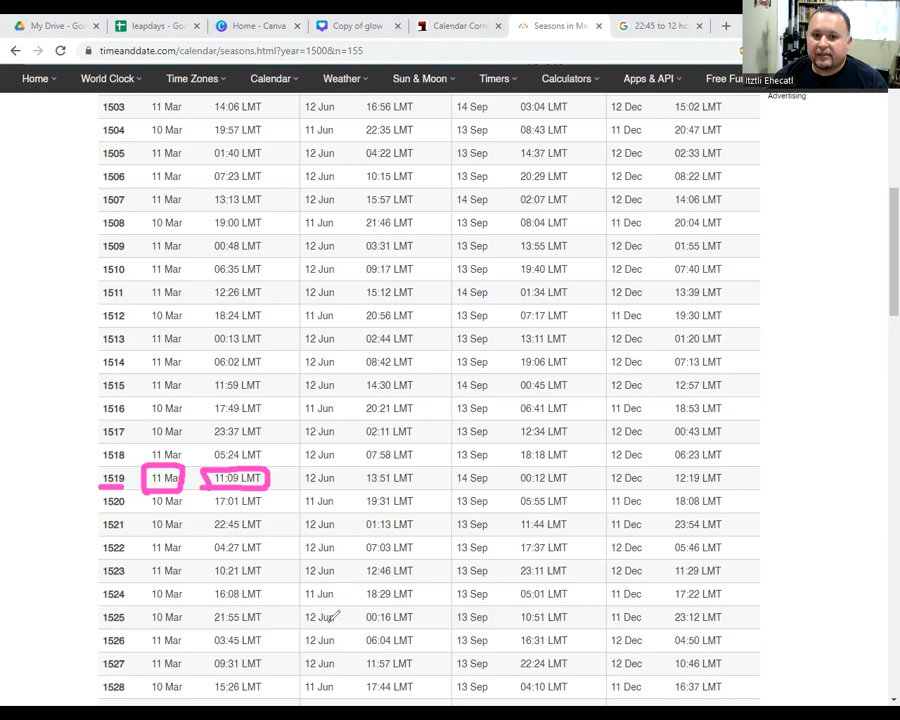 My Drive - Goo
leapdays - Goo
Home - Canva
Copy of glow
Calendar Corre
Seasons in Me
22:45 to 12 ho
timeanddate.com/calendar/seasons.html?year=1500&n=155
Home World Clock Time Zones Calendar Weather Sun & Moon Timers Calculators Apps & API Free Fun
Itztli Ehecatl
Advertising
1503 11 Mar 14:06 LMT 12 Jun 16:56 LMT 14 Sep 03:04 LMT 12 Dec 15:02 LMT
1504 10 Mar 19:57 LMT 11 Jun 22:35 LMT 13 Sep 08:43 LMT 11 Dec 20:47 LMT
1505 11 Mar 01:40 LMT 12 Jun 04:22 LMT 13 Sep 14:37 LMT 12 Dec 02:33 LMT
1506 11 Mar 07:23 LMT 12 Jun 10:15 LMT 13 Sep 20:29 LMT 12 Dec 08:22 LMT
1507 11 Mar 13:13 LMT 12 Jun 15:57 LMT 14 Sep 02:07 LMT 12 Dec 14:06 LMT
1508 10 Mar 19:00 LMT 11 Jun 21:46 LMT 13 Sep 08:04 LMT 11 Dec 20:04 LMT
1509 11 Mar 00:48 LMT 12 Jun 03:31 LMT 13 Sep 13:55 LMT 12 Dec 01:55 LMT
1510 11 Mar 06:35 LMT 12 Jun 09:17 LMT 13 Sep 19:40 LMT 12 Dec 07:40 LMT
1511 11 Mar 12:26 LMT 12 Jun 15:12 LMT 14 Sep 01:34 LMT 12 Dec 13:39 LMT
1512 10 Mar 18:24 LMT 11 Jun 20:56 LMT 13 Sep 07:17 LMT 11 Dec 19:30 LMT
1513 11 Mar 00:13 LMT 12 Jun 02:44 LMT 13 Sep 13:11 LMT 12 Dec 01:20 LMT
1514 11 Mar 06:02 LMT 12 Jun 08:42 LMT 13 Sep 19:06 LMT 12 Dec 07:13 LMT
1515 11 Mar 11:59 LMT 12 Jun 14:30 LMT 14 Sep 00:45 LMT 12 Dec 12:57 LMT
1516 10 Mar 17:49 LMT 11 Jun 20:21 LMT 13 Sep 06:41 LMT 11 Dec 18:53 LMT
1517 10 Mar 23:37 LMT 12 Jun 02:11 LMT 13 Sep 12:34 LMT 12 Dec 00:43 LMT
1518 11 Mar 05:24 LMT 12 Jun 07:58 LMT 13 Sep 18:18 LMT 12 Dec 06:23 LMT
1519 11 Ma 11:09 LMT 12 Jun 13:51 LMT 14 Sep 00:12 LMT 12 Dec 12:19 LMT
1520 10 Mar 17:01 LMT 11 Jun 19:31 LMT 13 Sep 05:55 LMT 11 Dec 18:08 LMT
1521 10 Mar 22:45 LMT 12 Jun 01:13 LMT 13 Sep 11:44 LMT 11 Dec 23:54 LMT
1522 11 Mar 04:27 LMT 12 Jun 07:03 LMT 13 Sep 17:37 LMT 12 Dec 05:46 LMT
1523 11 Mar 10:21 LMT 12 Jun 12:46 LMT 13 Sep 23:11 LMT 12 Dec 11:29 LMT
1524 10 Mar 16:08 LMT 11 Jun 18:29 LMT 13 Sep 05:01 LMT 11 Dec 17:22 LMT
1525 10 Mar 21:55 LMT 12 Jun 00:16 LMT 13 Sep 10:51 LMT 11 Dec 23:12 LMT
1526 11 Mar 03:45 LMT 12 Jun 06:04 LMT 13 Sep 16:31 LMT 12 Dec 04:50 LMT
1527 11 Mar 09:31 LMT 12 Jun 11:57 LMT 13 Sep 22:24 LMT 12 Dec 10:46 LMT
1528 10 Mar 15:26 LMT 11 Jun 17:44 LMT 13 Sep 04:10 LMT 11 Dec 16:37 LMT